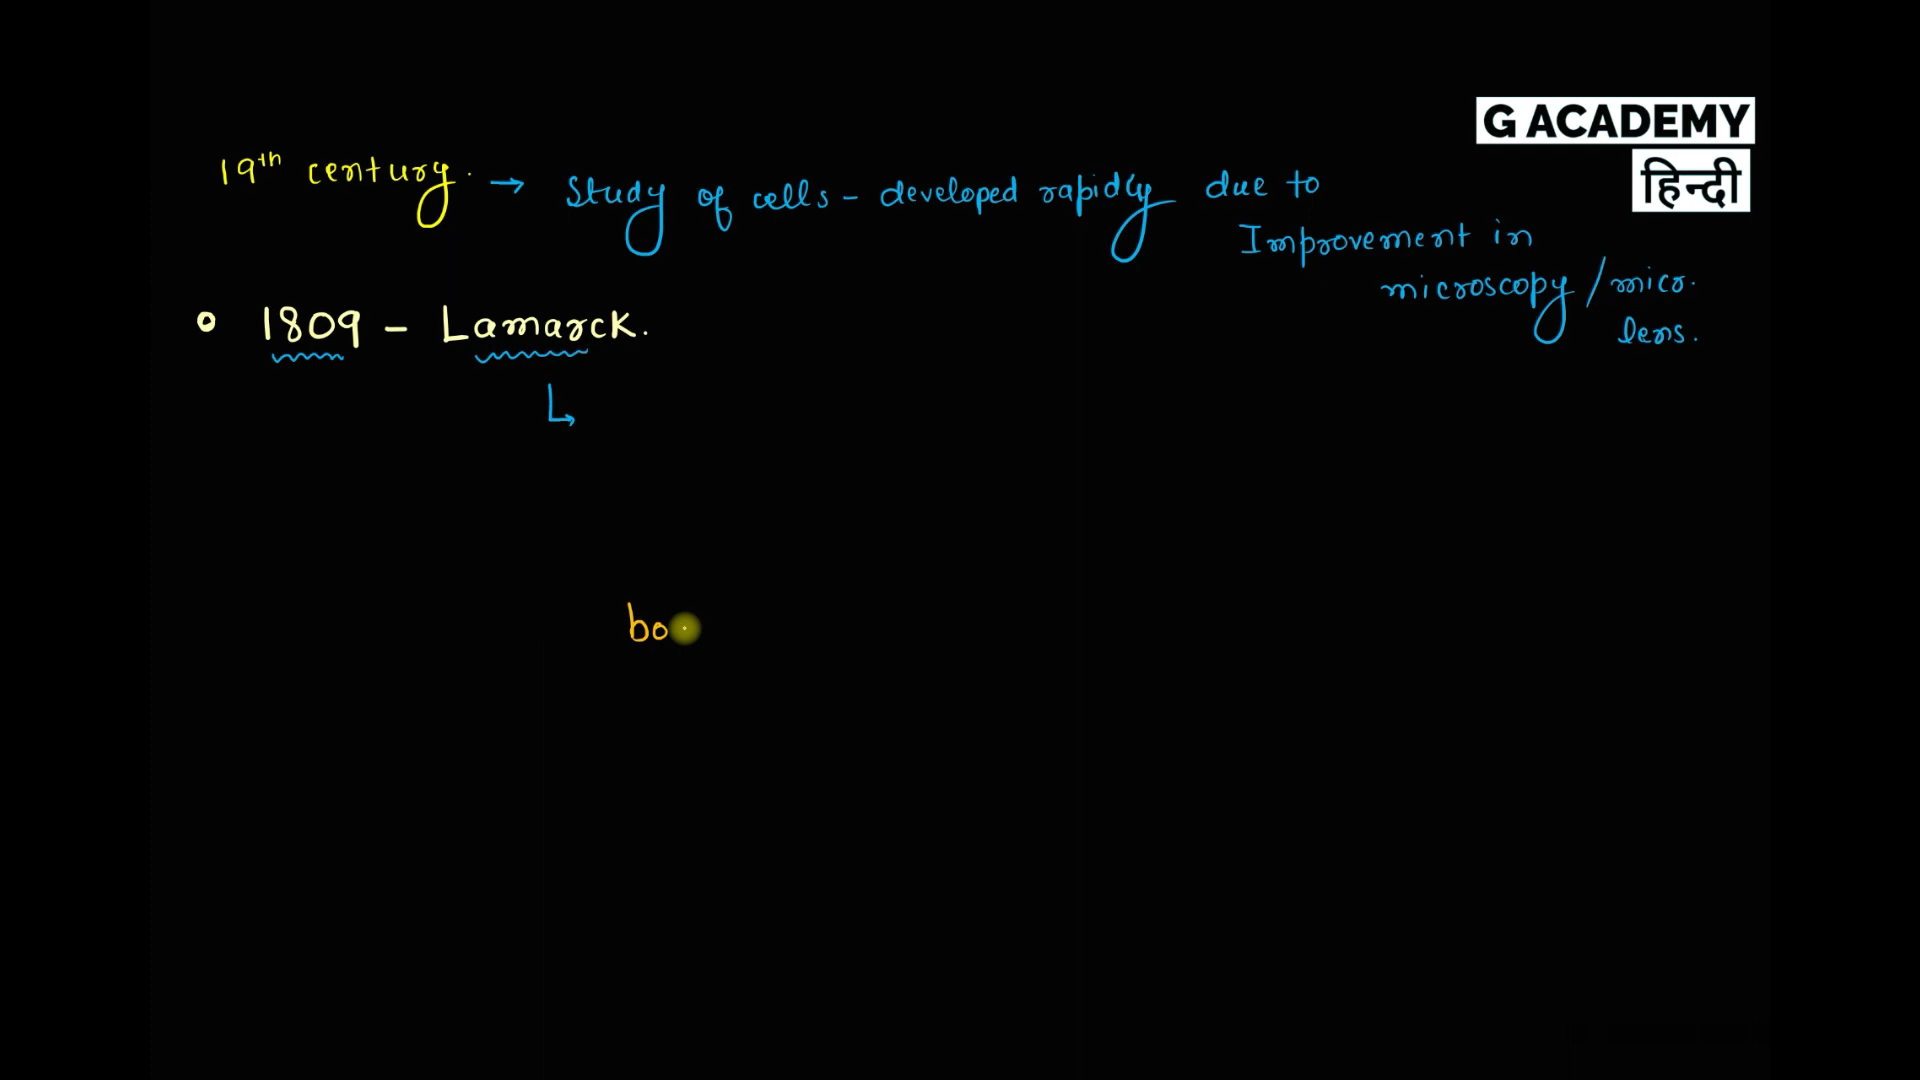 G ACADEMY
हिन्दी
19th century. → Study of cells - developed rapidly due to
Improvement in
microscopy / micro.
lens.
1809 - Lamarck.
bo